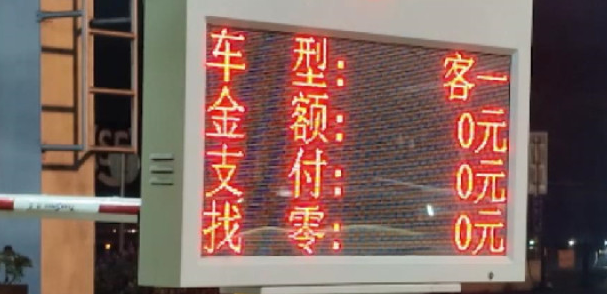 车 型: 客一
金 额: 0元
支 付: 0元
找 零: 0元